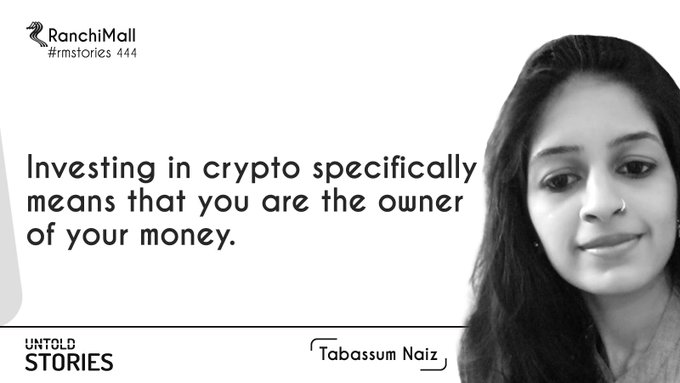 RanchiMall
#rmstories 444
Investing in crypto specifically
means that you are the owner
of your money.
UNTOLD
STORIES
Tabassum Naiz